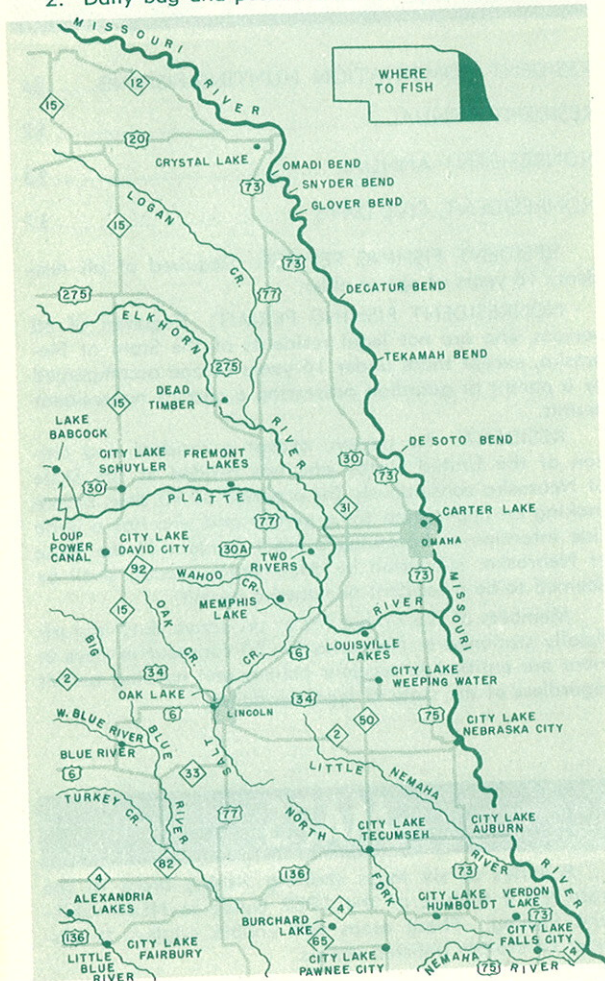 2. Daily bag and
MISSOURI RIVER
WHERE
TO FISH
12
15
20
CRYSTAL LAKE
OMADI BEND
73
SNYDER BEND
GLOVER BEND
LOGAN CR.
15
73
275
77
DECATUR BEND
ELKHORN RIVER
TEKAMAH BEND
275
DEAD
TIMBER
15
LAKE
BABCOCK
DE SOTO BEND
CITY LAKE
SCHUYLER
FREMONT
LAKES
30
73
30
PLATTE RIVER
31
77
CARTER LAKE
OMAHA
LOUP
POWER
CANAL
CITY LAKE
DAVID CITY
30A
TWO
RIVERS
92
WAHOO CR.
73
MISSOURI
MEMPHIS
LAKE
15
OAK CR.
BIG BLUE RIVER
LOUISVILLE
LAKES
6
34
2
CITY LAKE
WEEPING WATER
OAK LAKE
34
6
LINCOLN
50
75
CITY LAKE
NEBRASKA CITY
W. BLUE RIVER
2
BLUE RIVER
SALT CR.
LITTLE NEMAHA RIVER
6
33
TURKEY CR.
77
NORTH FORK
CITY LAKE
TECUMSEH
CITY LAKE
AUBURN
82
RIVER
136
73
4
ALEXANDRIA
LAKES
CITY LAKE
HUMBOLDT
VERDON
LAKE
4
BURCHARD
LAKE
73
136
65
CITY LAKE
FALLS CITY
CITY LAKE
FAIRBURY
4
LITTLE
BLUE
RIVER
CITY LAKE
PAWNEE CITY
NEMAHA RIVER
75